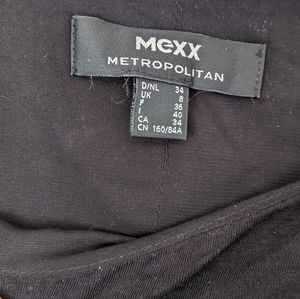 MEXX
METROPOLITAN
D/NL 34
UK 8
F 36
I 40
CA 34
CN 160/84A